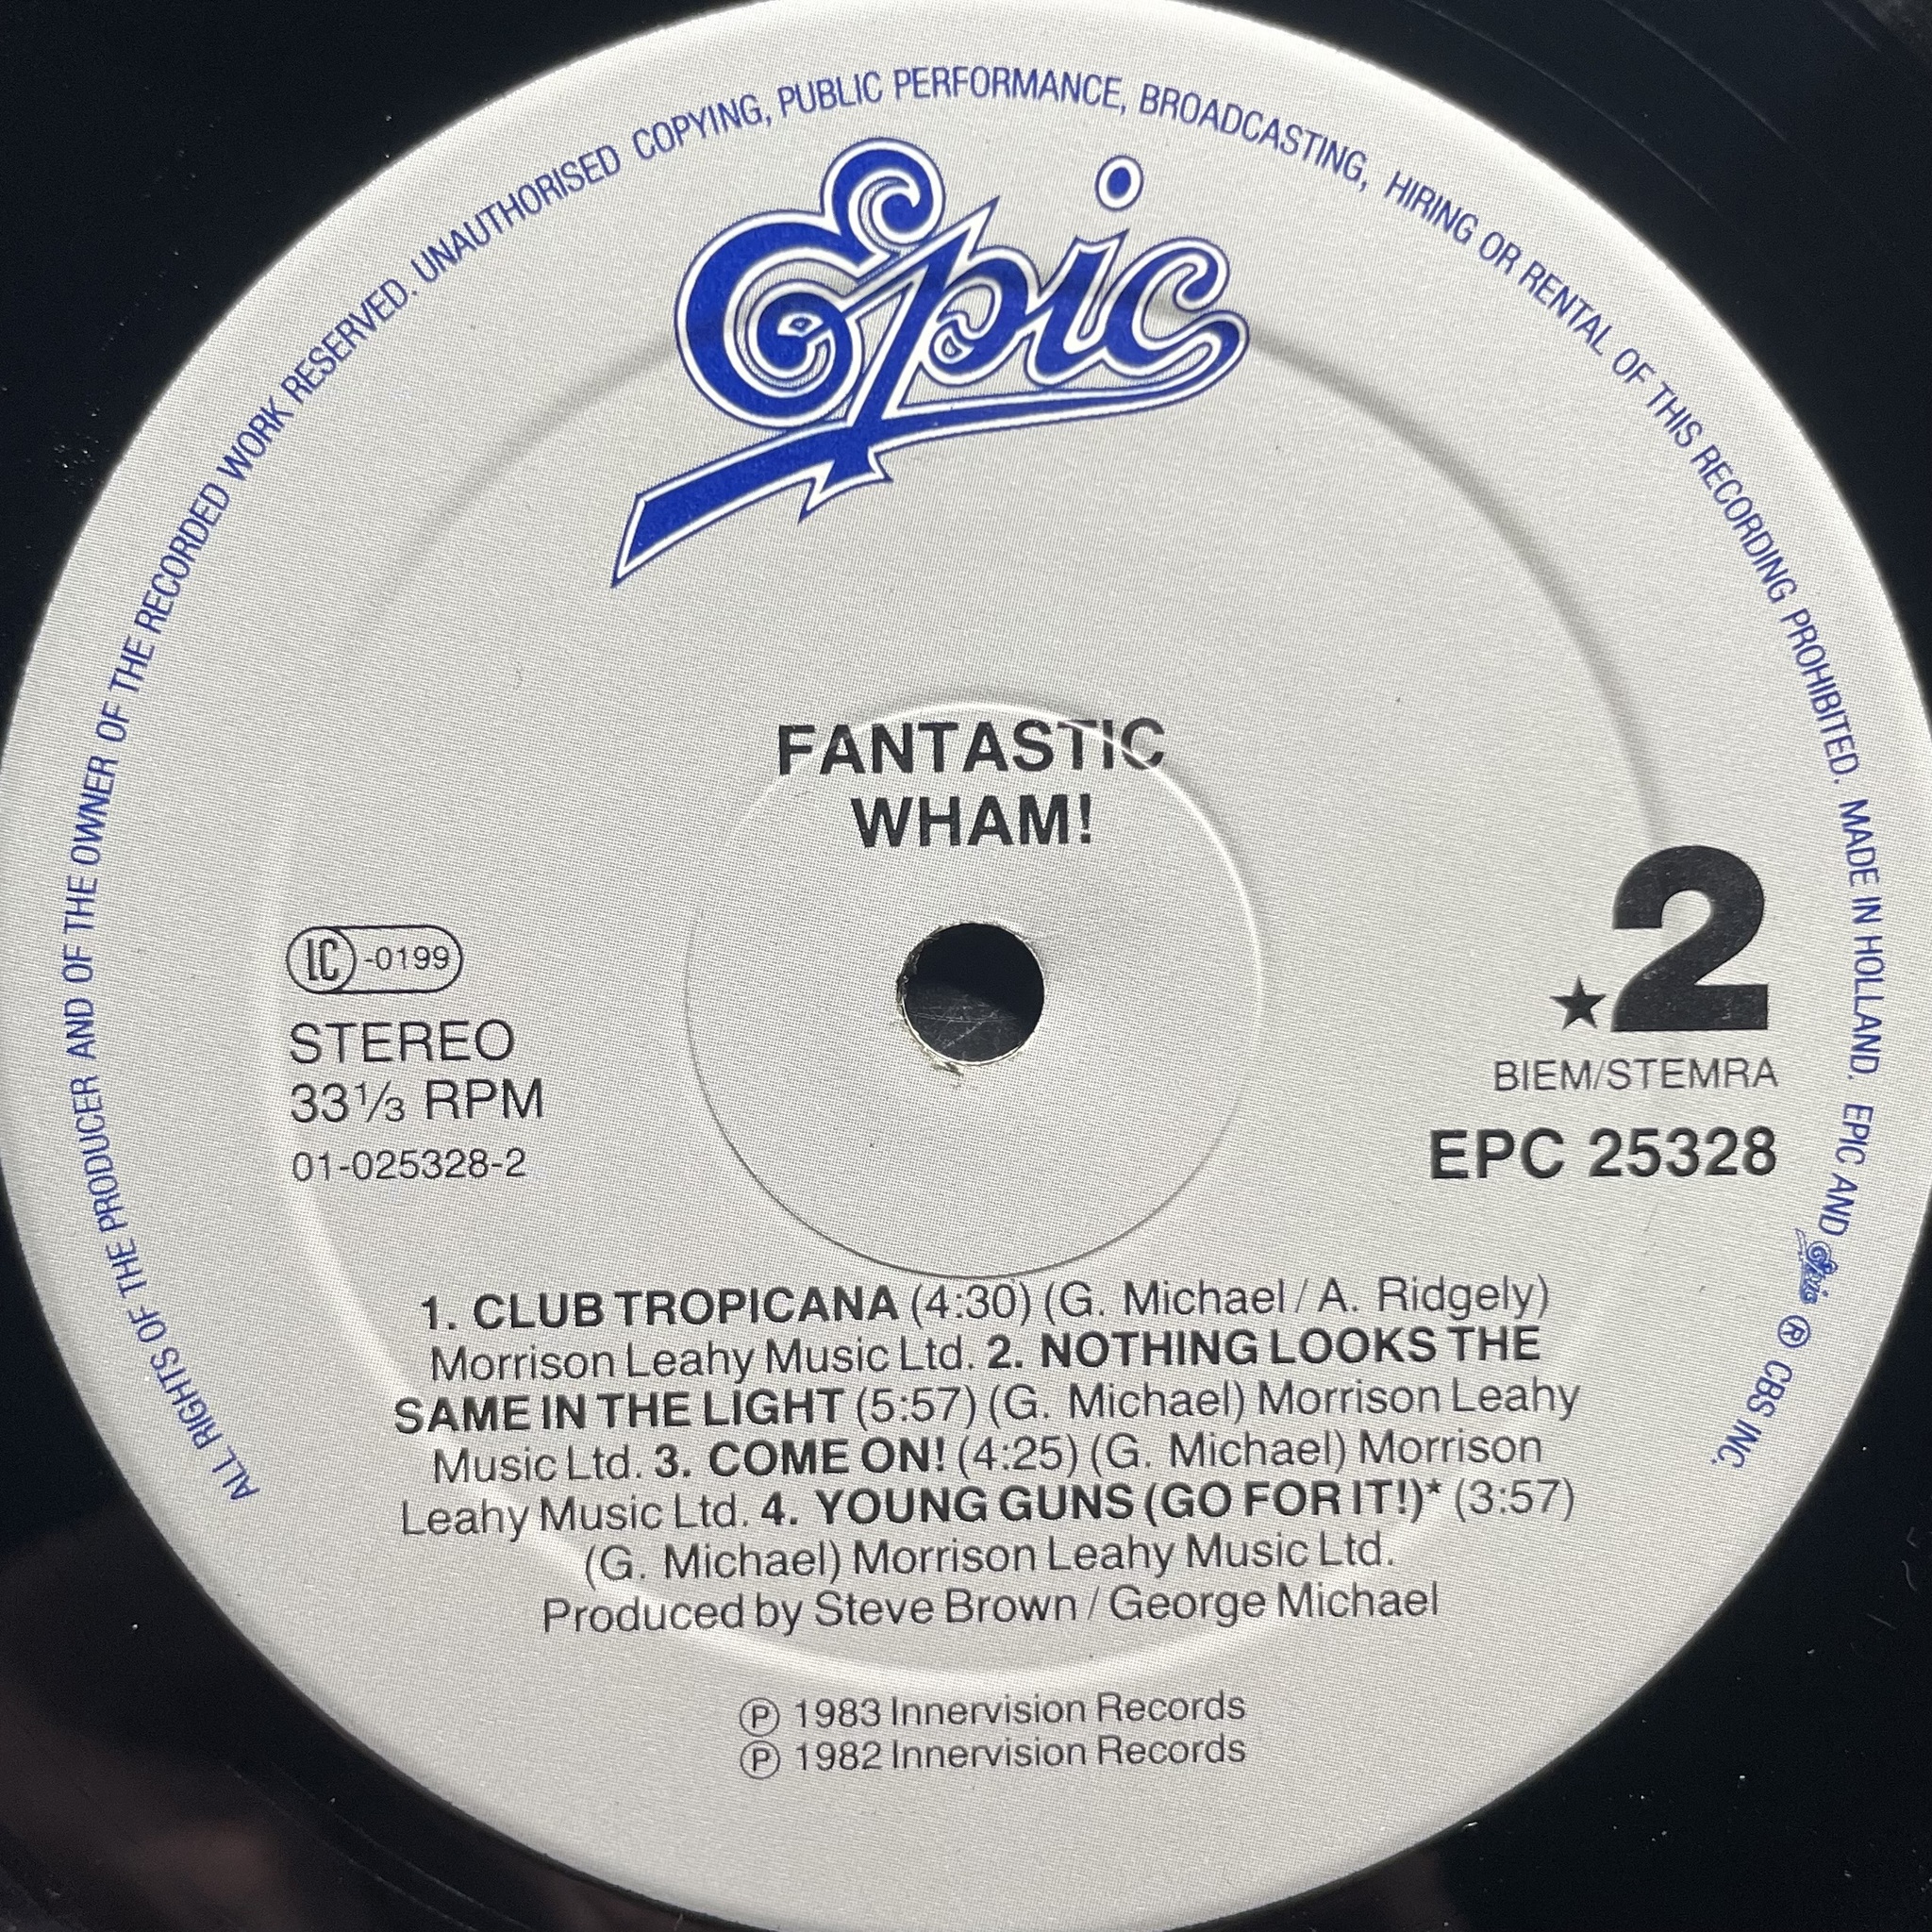 ALL RIGHTS OF THE PRODUCER AND OF THE OWNER OF THE RECORDED WORK RESERVED. UNAUTHORISED COPYING, PUBLIC PERFORMANCE, BROADCASTING, HIRING OR RENTAL OF THIS RECORDING PROHIBITED. MADE IN HOLLAND. EPIC AND Epic ® CBS INC.
Epic
FANTASTIC
WHAM!
LC -0199
STEREO
33⅓ RPM
01-025328-2
★2
BIEM/STEMRA
EPC 25328
1. CLUB TROPICANA (4:30) (G. Michael / A. Ridgely)
Morrison Leahy Music Ltd. 2. NOTHING LOOKS THE
SAME IN THE LIGHT (5:57) (G. Michael) Morrison Leahy
Music Ltd. 3. COME ON! (4:25) (G. Michael) Morrison
Leahy Music Ltd. 4. YOUNG GUNS (GO FOR IT!)* (3:57)
(G. Michael) Morrison Leahy Music Ltd.
Produced by Steve Brown / George Michael
℗ 1983 Innervision Records
℗ 1982 Innervision Records